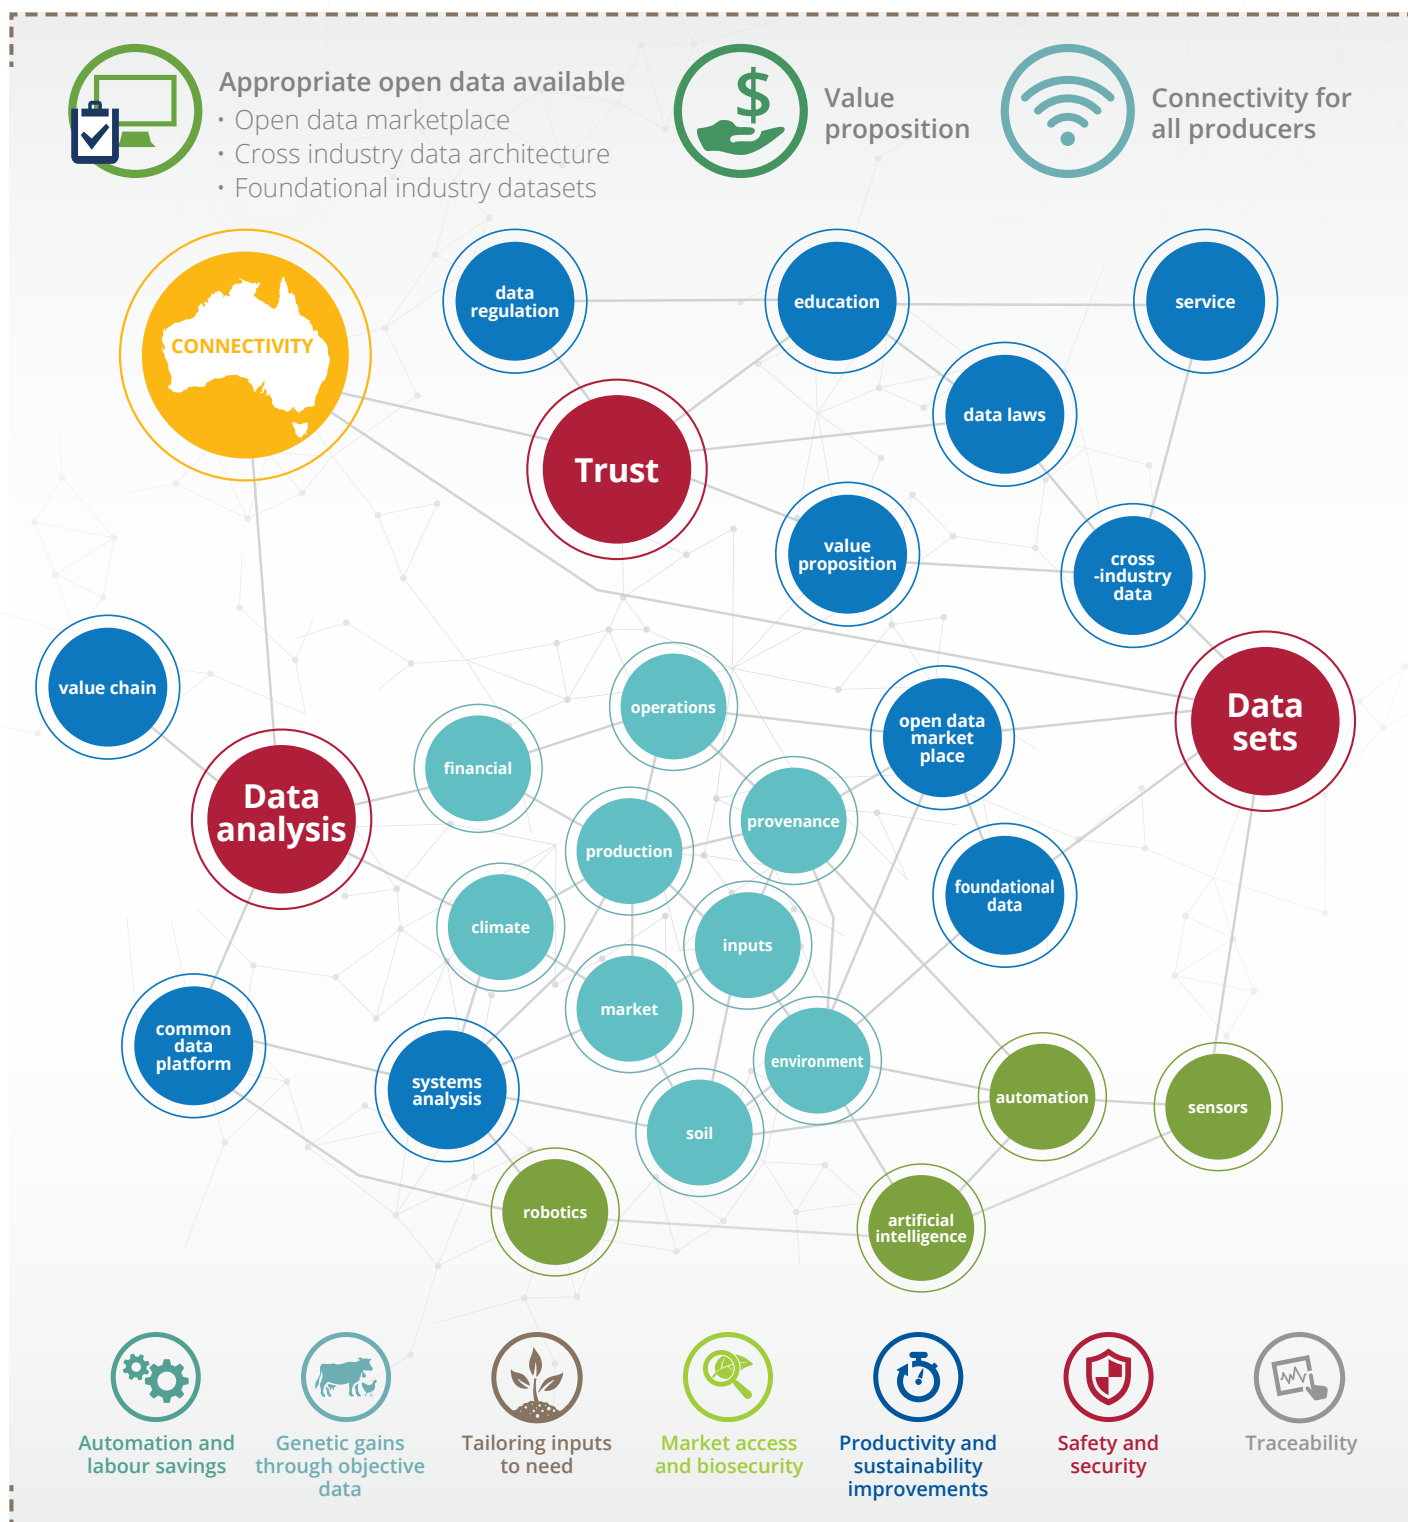 Appropriate open data available
• Open data marketplace
• Cross industry data architecture
• Foundational industry datasets
$
Value
proposition
Connectivity for
all producers
CONNECTIVITY
data
regulation
education
service
data laws
Trust
value
proposition
cross
-industry
data
value chain
operations
open data
market
place
Data
sets
financial
Data
analysis
provenance
production
foundational
data
climate
inputs
market
common
data
platform
environment
systems
analysis
automation
sensors
soil
robotics
artificial
intelligence
Automation and
labour savings
Genetic gains
through objective
data
Tailoring inputs
to need
Market access
and biosecurity
Productivity and
sustainability
improvements
Safety and
security
Traceability